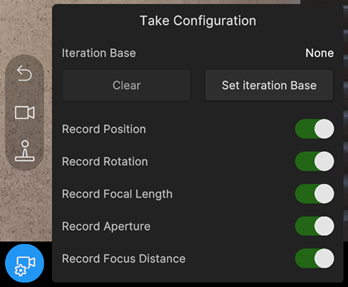 Take Configuration
Iteration Base None
Clear Set iteration Base
Record Position
Record Rotation
Record Focal Length
Record Aperture
Record Focus Distance